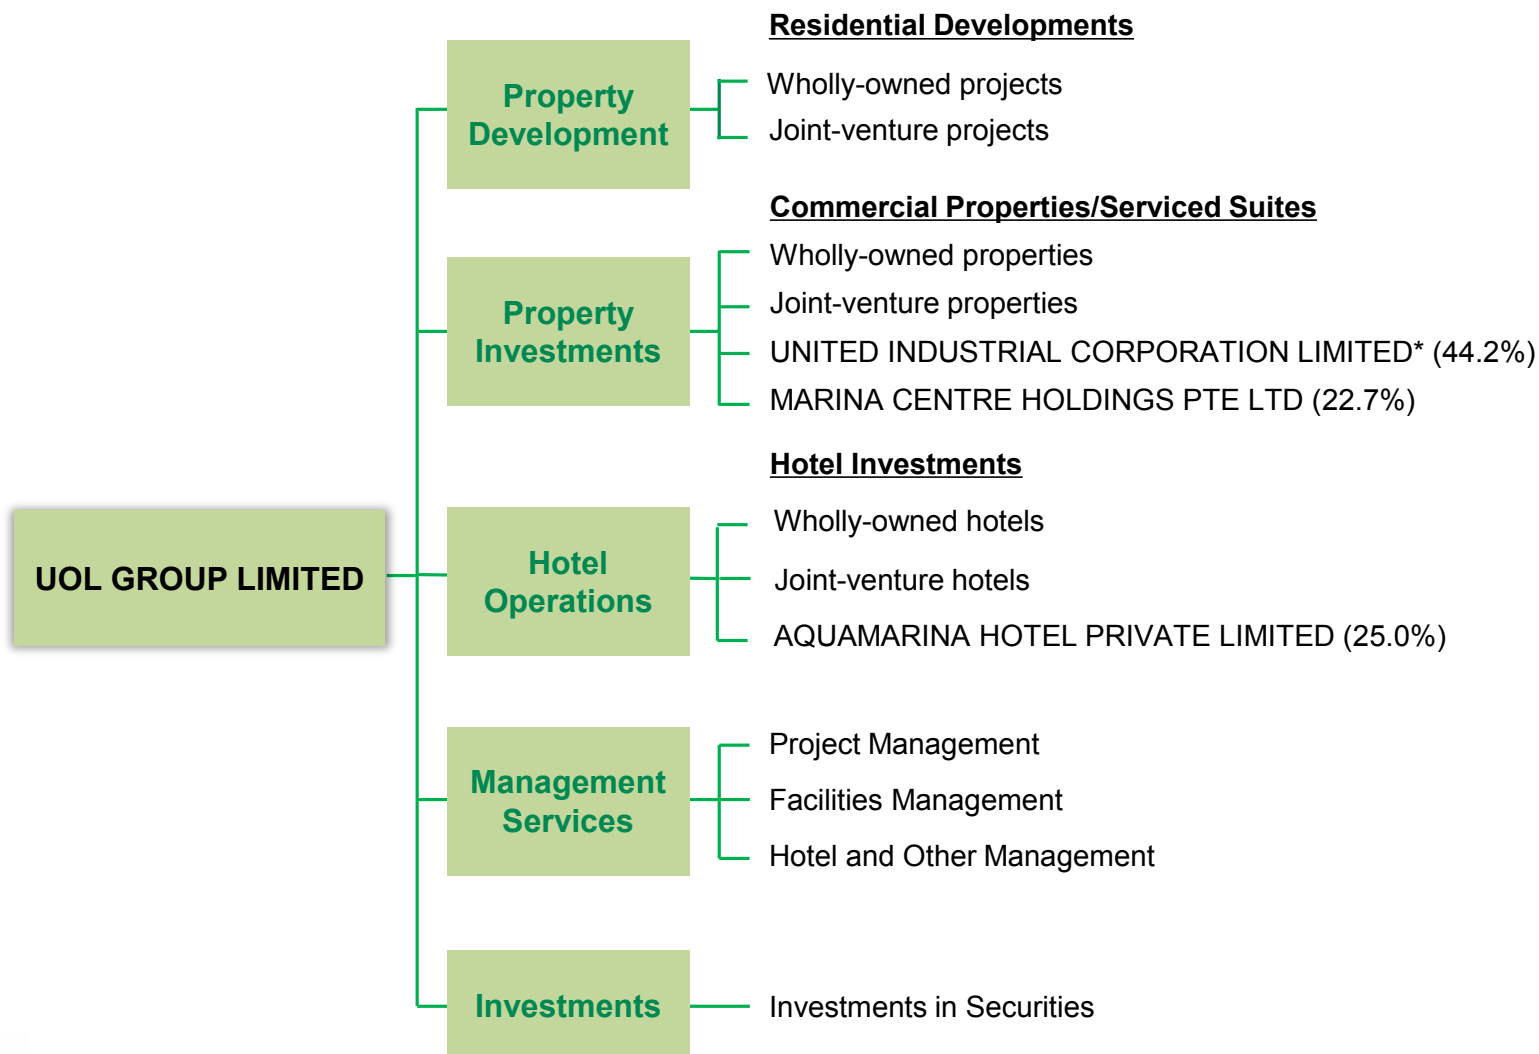 Residential Developments
Property
Development
Wholly-owned projects
Joint-venture projects
Commercial Properties/Serviced Suites
Property
Investments
Wholly-owned properties
Joint-venture properties
UNITED INDUSTRIAL CORPORATION LIMITED* (44.2%)
MARINA CENTRE HOLDINGS PTE LTD (22.7%)
Hotel Investments
UOL GROUP LIMITED
Hotel
Operations
Wholly-owned hotels
Joint-venture hotels
AQUAMARINA HOTEL PRIVATE LIMITED (25.0%)
Management
Services
Project Management
Facilities Management
Hotel and Other Management
Investments
Investments in Securities